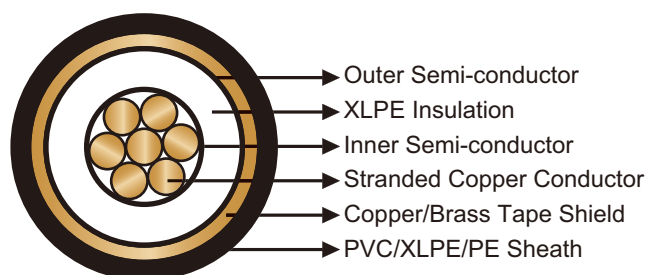 Outer Semi-conductor
XLPE Insulation
Inner Semi-conductor
Stranded Copper Conductor
Copper/Brass Tape Shield
PVC/XLPE/PE Sheath